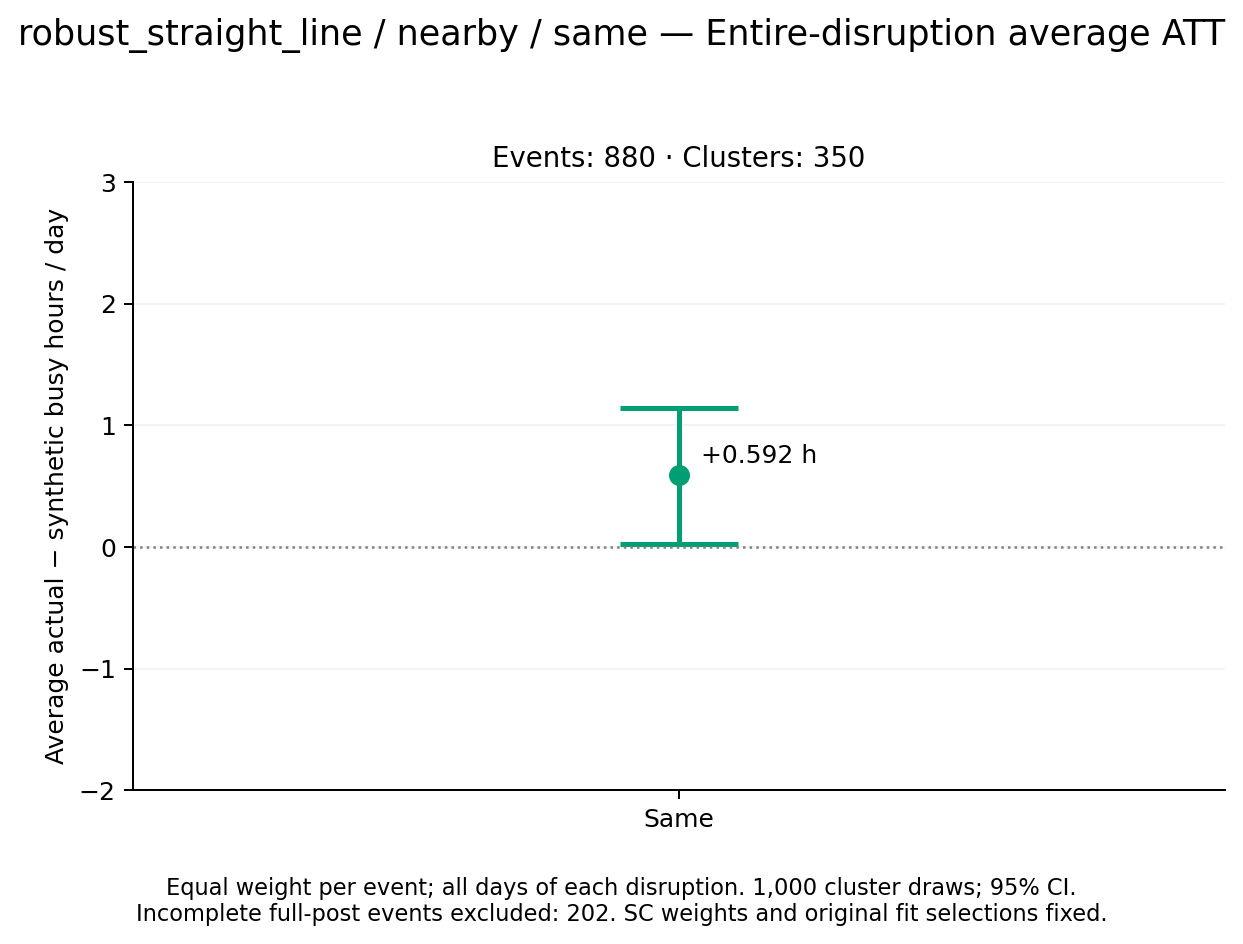 robust_straight_line / nearby / same — Entire-disruption average ATT
Events: 880 · Clusters: 350
Average actual − synthetic busy hours / day
3
2
1
0
−1
−2
+0.592 h
Same
Equal weight per event; all days of each disruption. 1,000 cluster draws; 95% CI.
Incomplete full-post events excluded: 202. SC weights and original fit selections fixed.